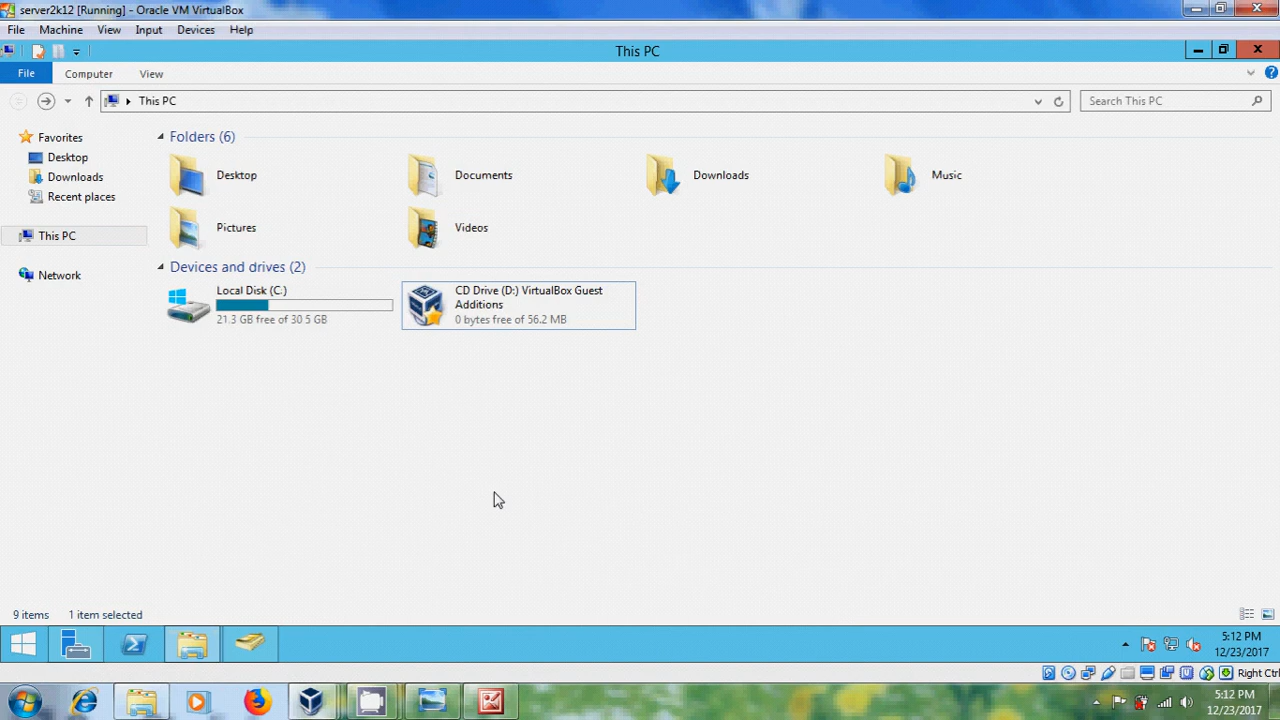 server2k12 [Running] - Oracle VM VirtualBox
File Machine View Input Devices Help
This PC
File Computer View
This PC
Search This PC
Favorites
Desktop
Downloads
Recent places
This PC
Network
Folders (6)
Desktop Documents Downloads Music
Pictures Videos
Devices and drives (2)
Local Disk (C:)
21.3 GB free of 30.5 GB
CD Drive (D:) VirtualBox Guest
Additions
0 bytes free of 56.2 MB
9 items 1 item selected
5:12 PM
12/23/2017
Right Ctrl
5:12 PM
12/23/2017